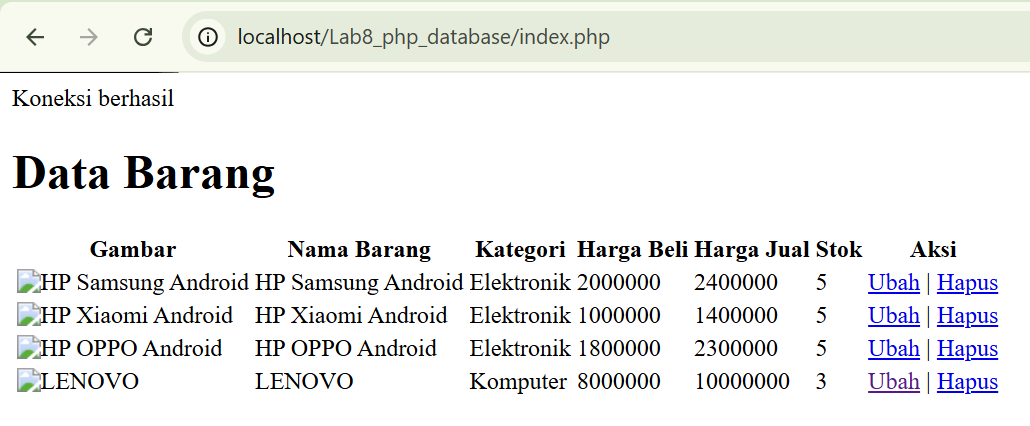 localhost/Lab8_php_database/index.php
Koneksi berhasil
Data Barang
Gambar Nama Barang Kategori Harga Beli Harga Jual Stok Aksi
HP Samsung Android HP Samsung Android Elektronik 2000000 2400000 5 Ubah | Hapus
HP Xiaomi Android HP Xiaomi Android Elektronik 1000000 1400000 5 Ubah | Hapus
HP OPPO Android HP OPPO Android Elektronik 1800000 2300000 5 Ubah | Hapus
LENOVO LENOVO Komputer 8000000 10000000 3 Ubah | Hapus